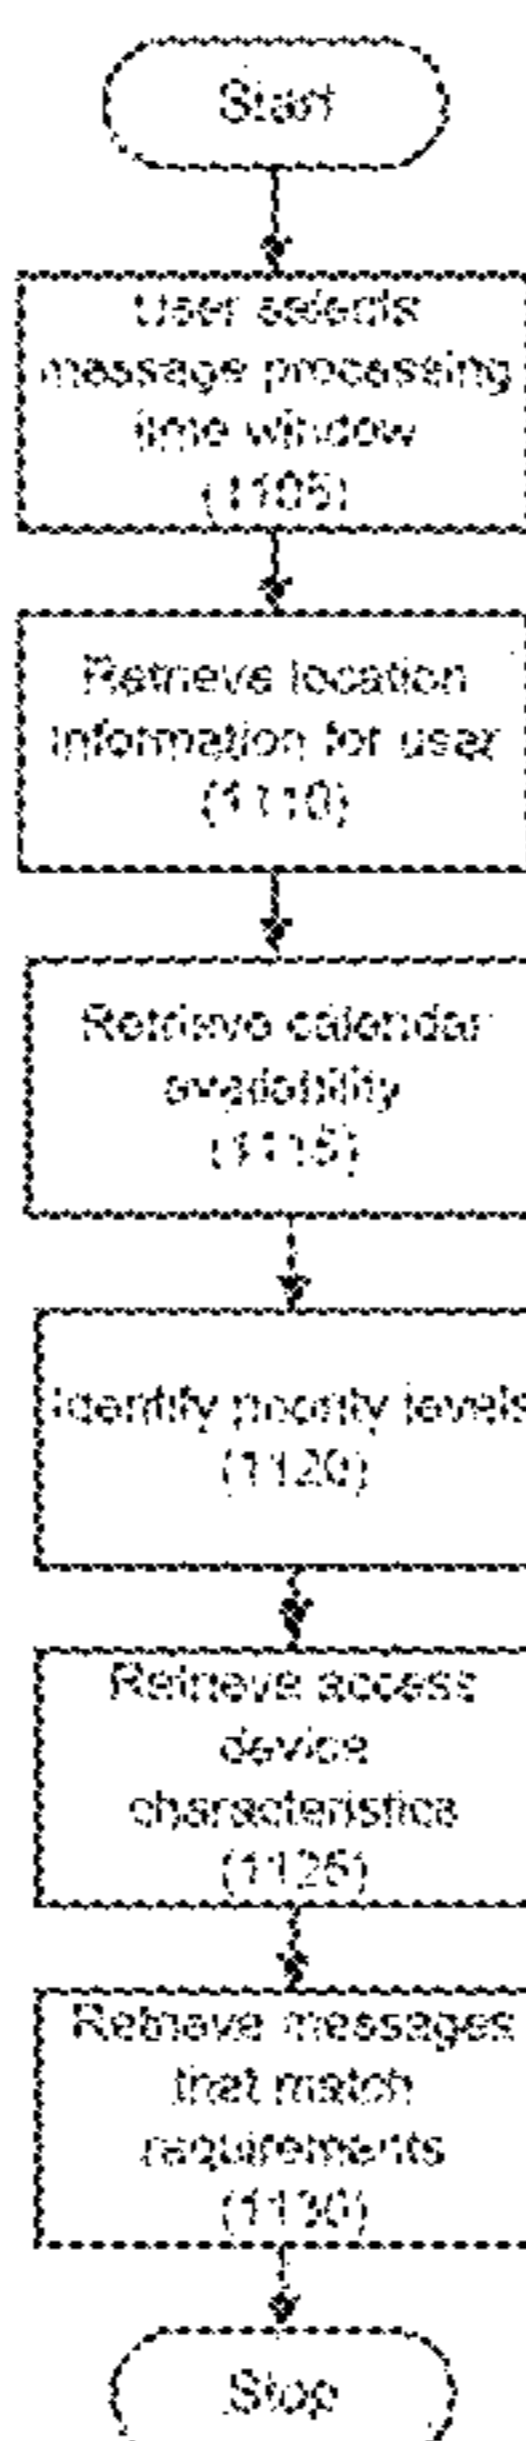 Start
User selects
message processing
time window
(1105)
Retrieve location
information for user
(1110)
Retrieve calendar
availability
(1115)
Identify priority levels
(1120)
Retrieve access
device
characteristics
(1125)
Retrieve messages
that match
requirements
(1130)
Stop